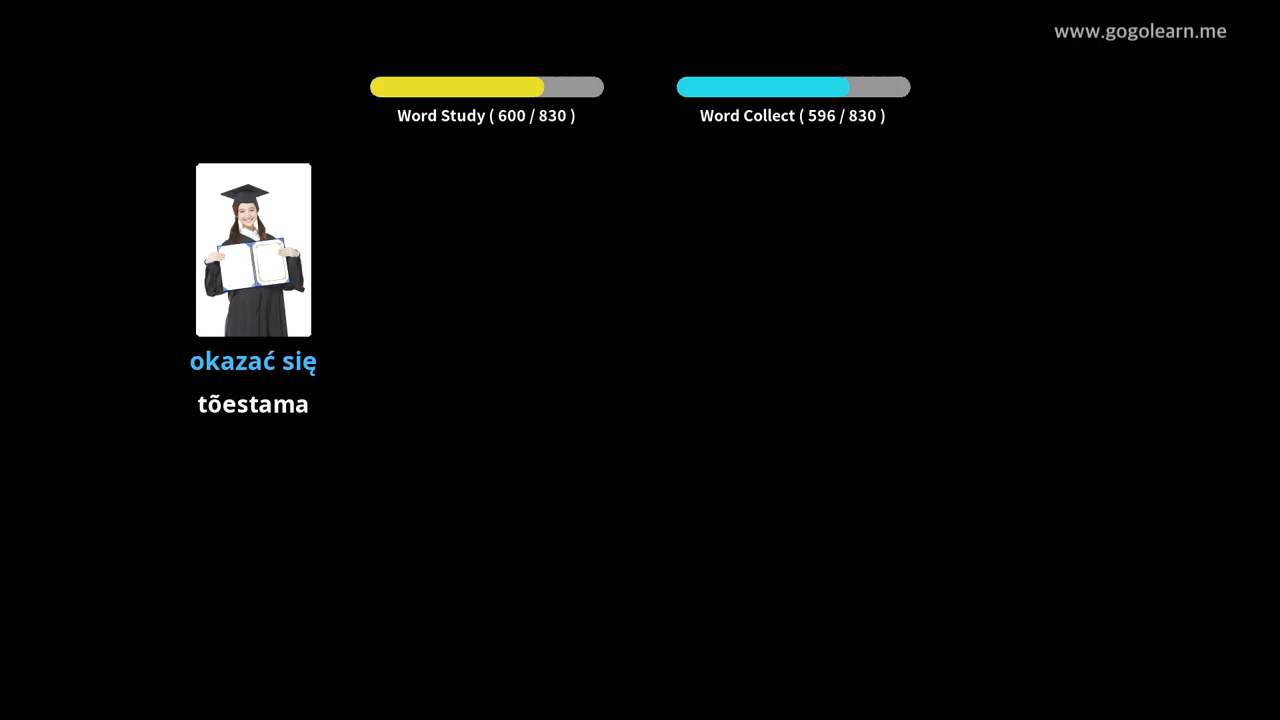 www.gogolearn.me
Word Study ( 600 / 830 )
Word Collect ( 596 / 830 )
okazać się
tõestama